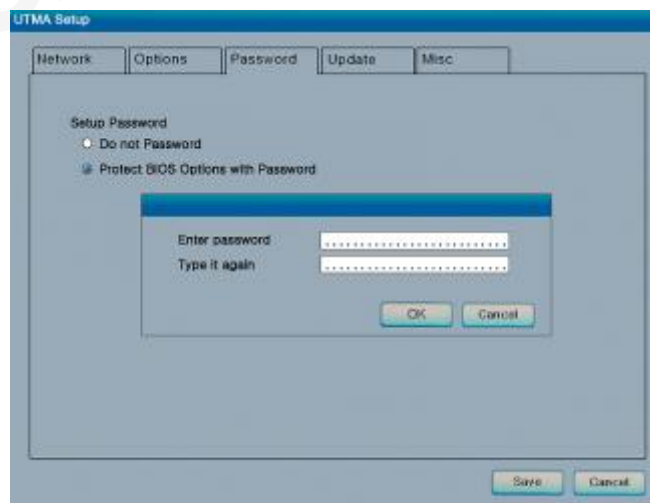 UTMA Setup
Network Options Password Update Misc
Setup Password
Do not Password
Protect BIOS Options with Password
Enter password
Type it again
OK Cancel
Save Cancel